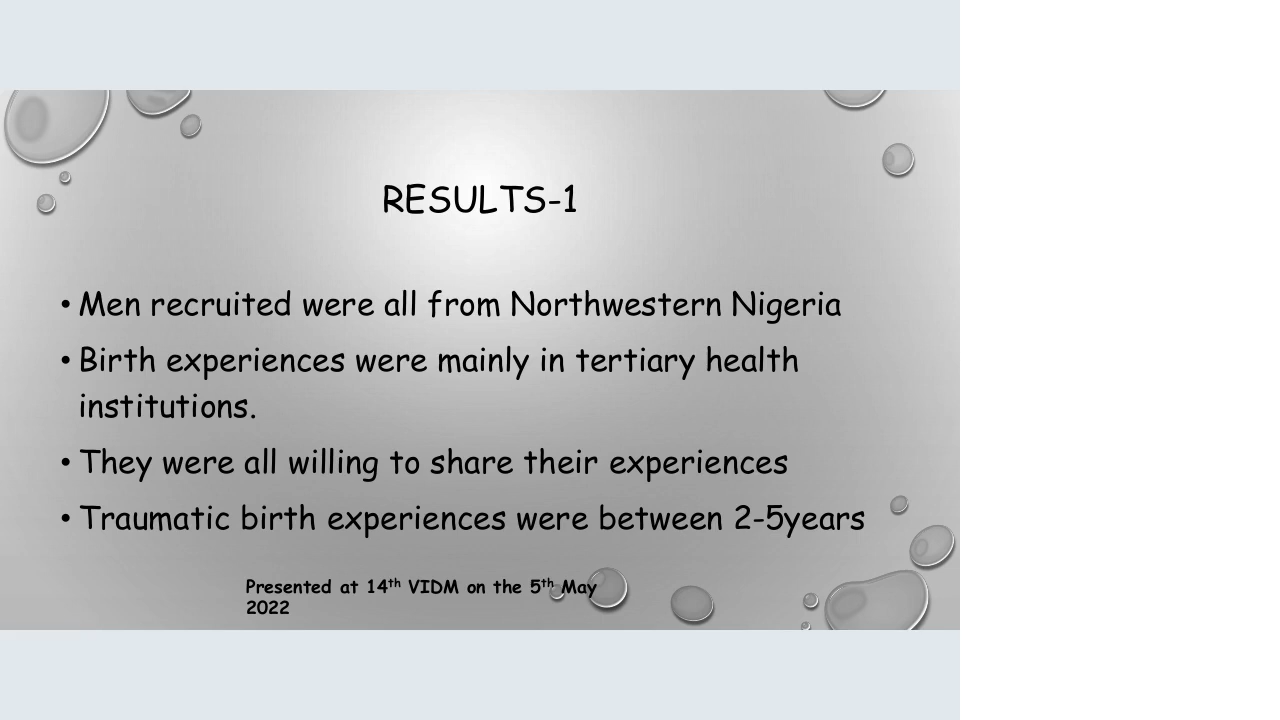 RESULTS-1
• Men recruited were all from Northwestern Nigeria
• Birth experiences were mainly in tertiary health
institutions.
• They were all willing to share their experiences
• Traumatic birth experiences were between 2-5years
Presented at 14th VIDM on the 5th May
2022